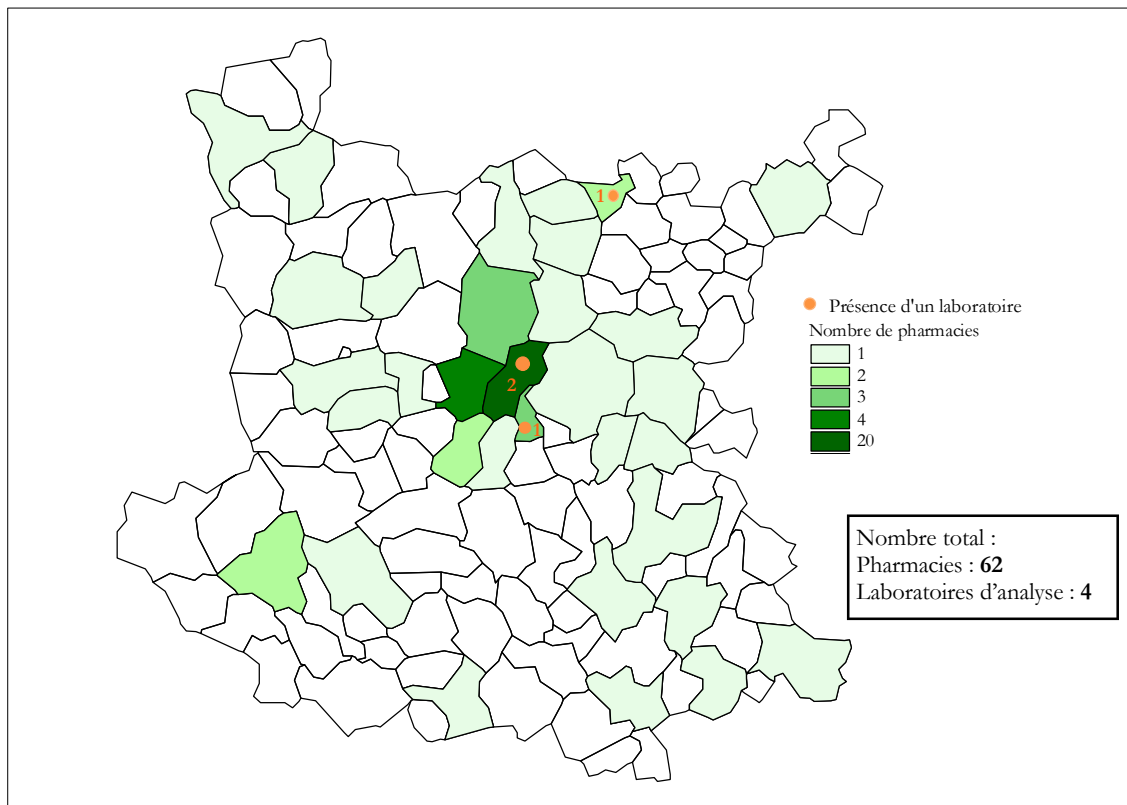 1
Présence d'un laboratoire
Nombre de pharmacies
1
2
3
4
20
2
1
Nombre total :
Pharmacies : 62
Laboratoires d’analyse : 4